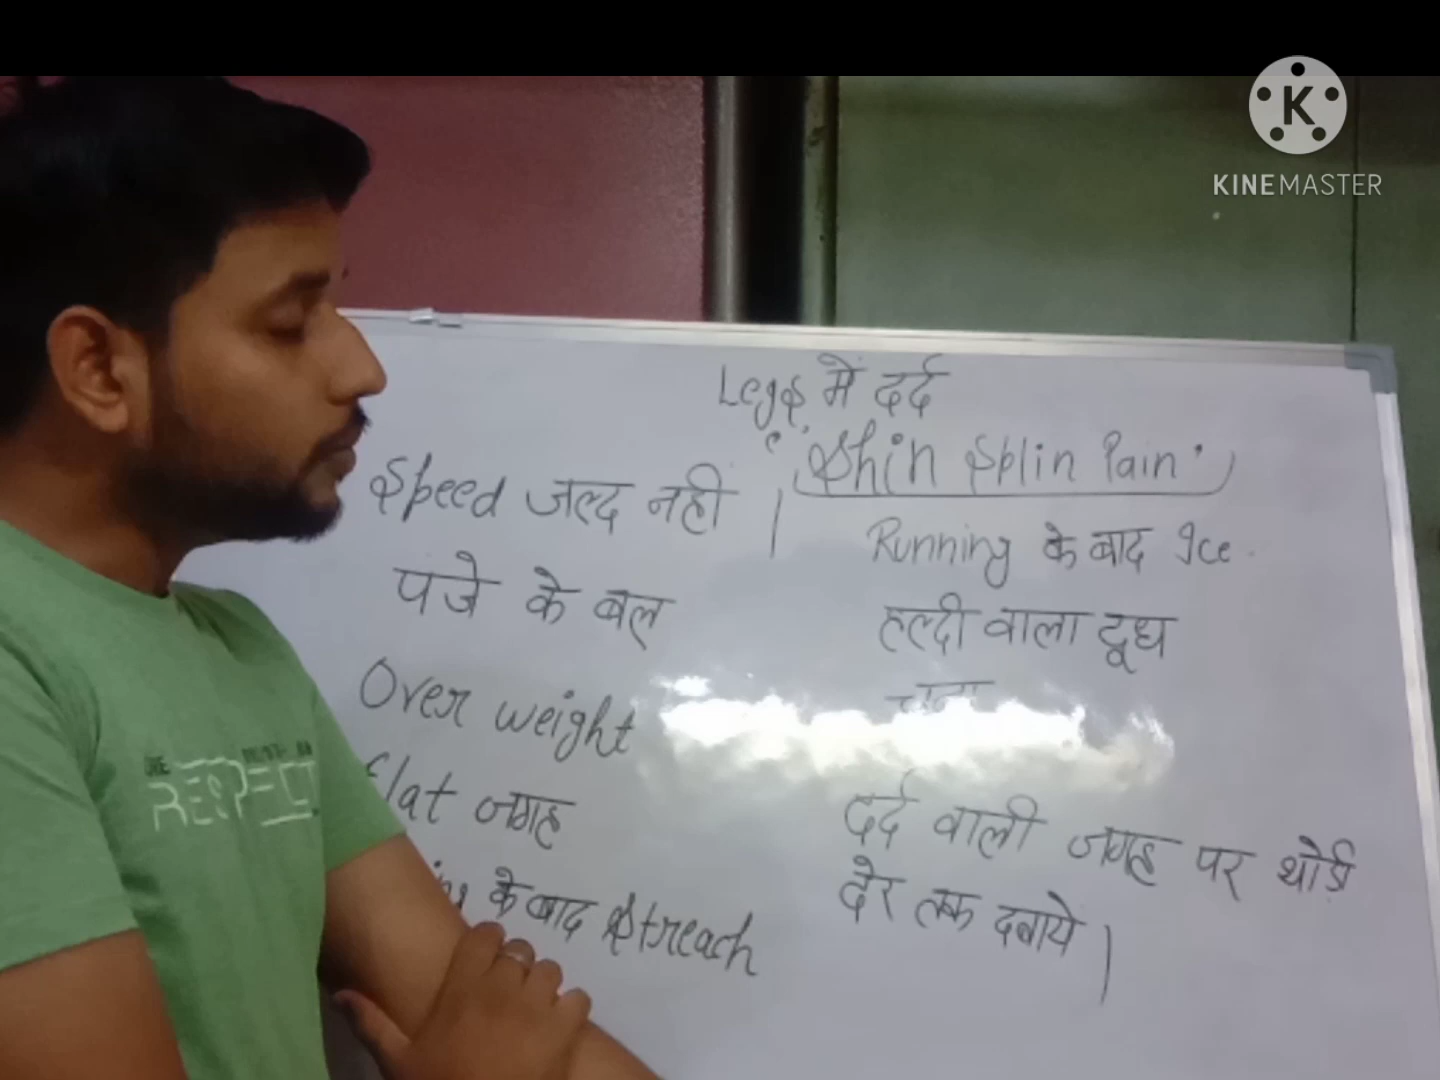 KINEMASTER
Legs में दर्द
"Shin Splin Pain"
Speed जल्द नही |
पजे के बल
Over weight
flat जगह
के बाद Streach
Running के बाद Ice
हल्दी वाला दूध
दर्द वाली जगह पर थोडी
देर तक दबाये |
RESPECT